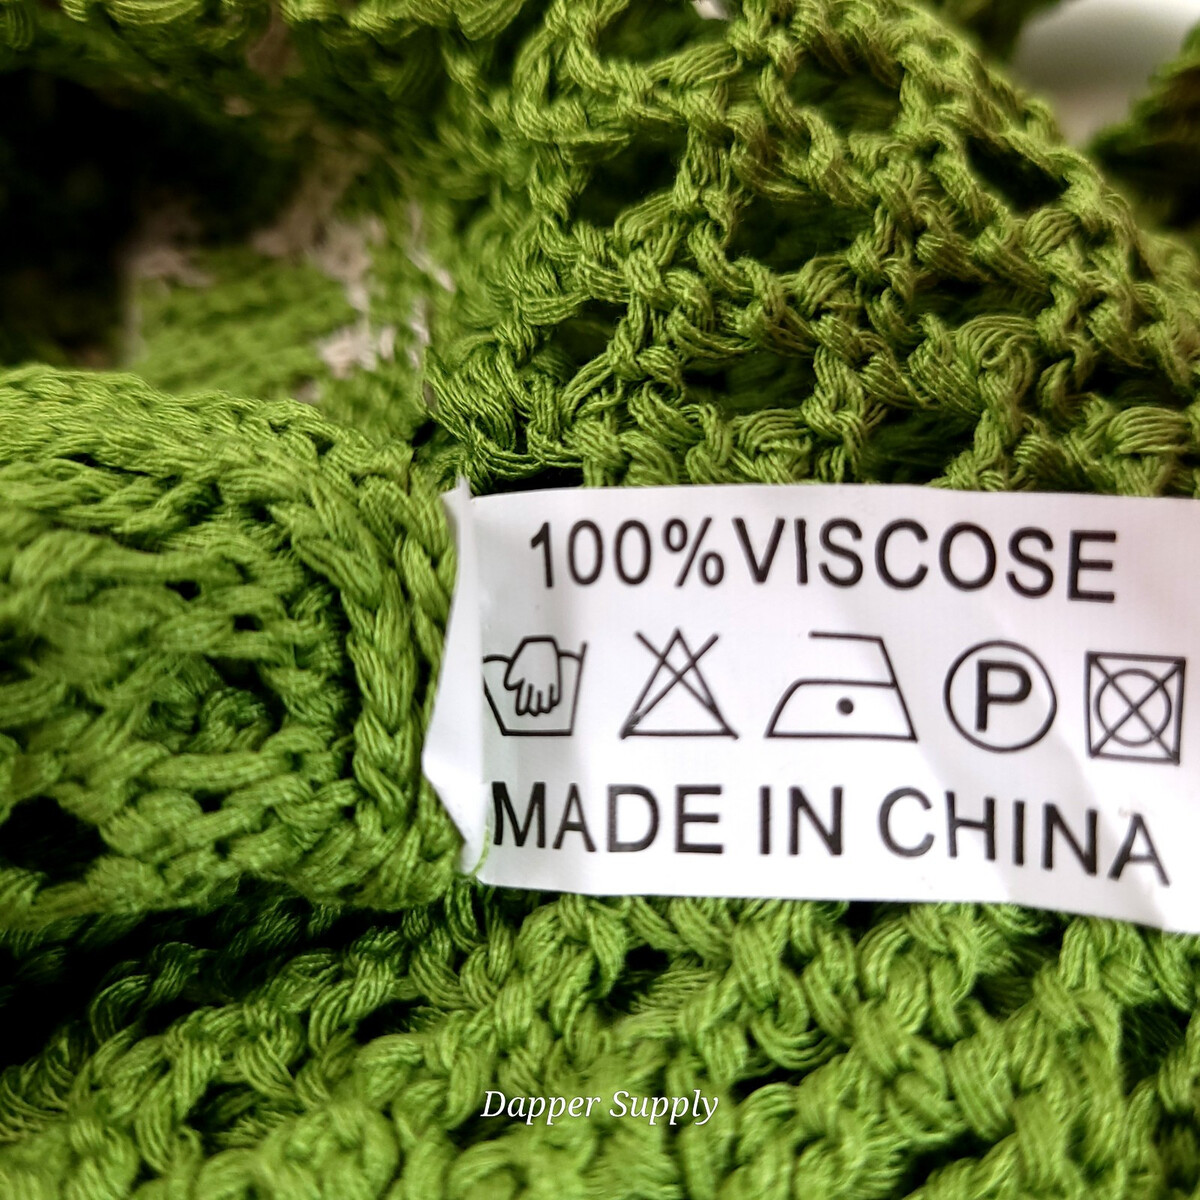 100%VISCOSE
P
MADE IN CHINA
Dapper Supply